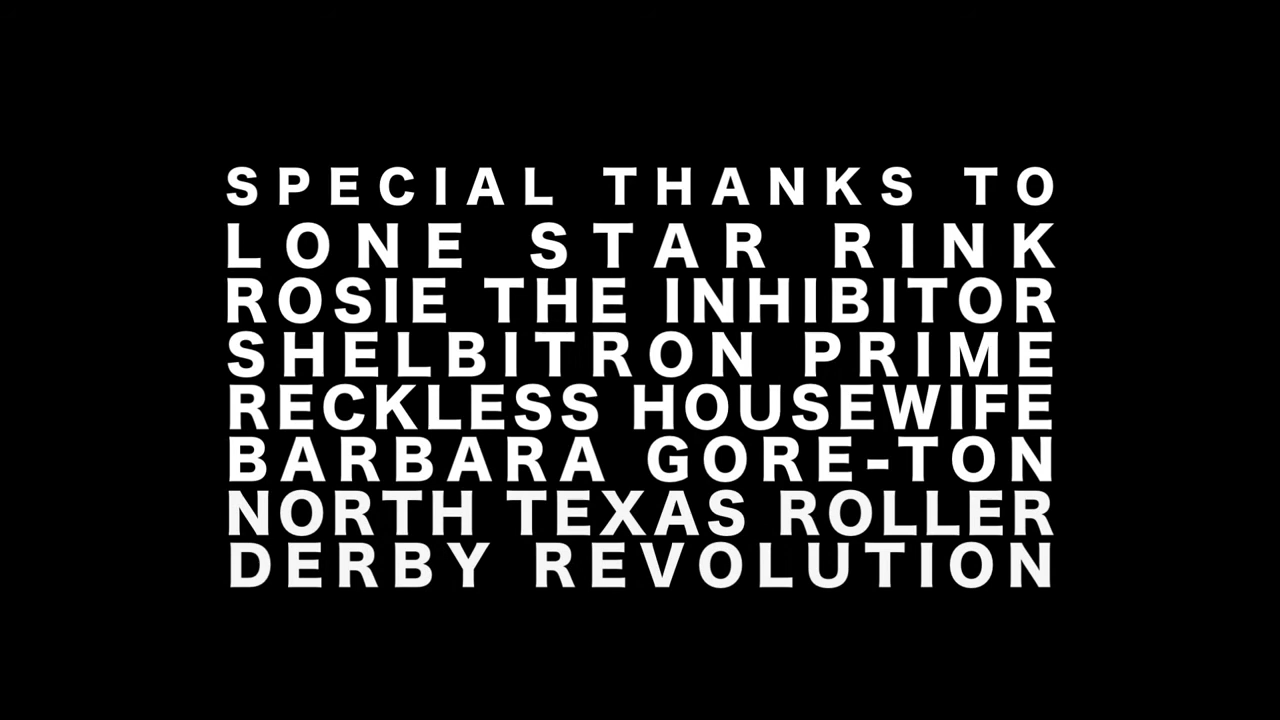 SPECIAL THANKS TO
LONE STAR RINK
ROSIE THE INHIBITOR
SHELBITRON PRIME
RECKLESS HOUSEWIFE
BARBARA GORE-TON
NORTH TEXAS ROLLER
DERBY REVOLUTION